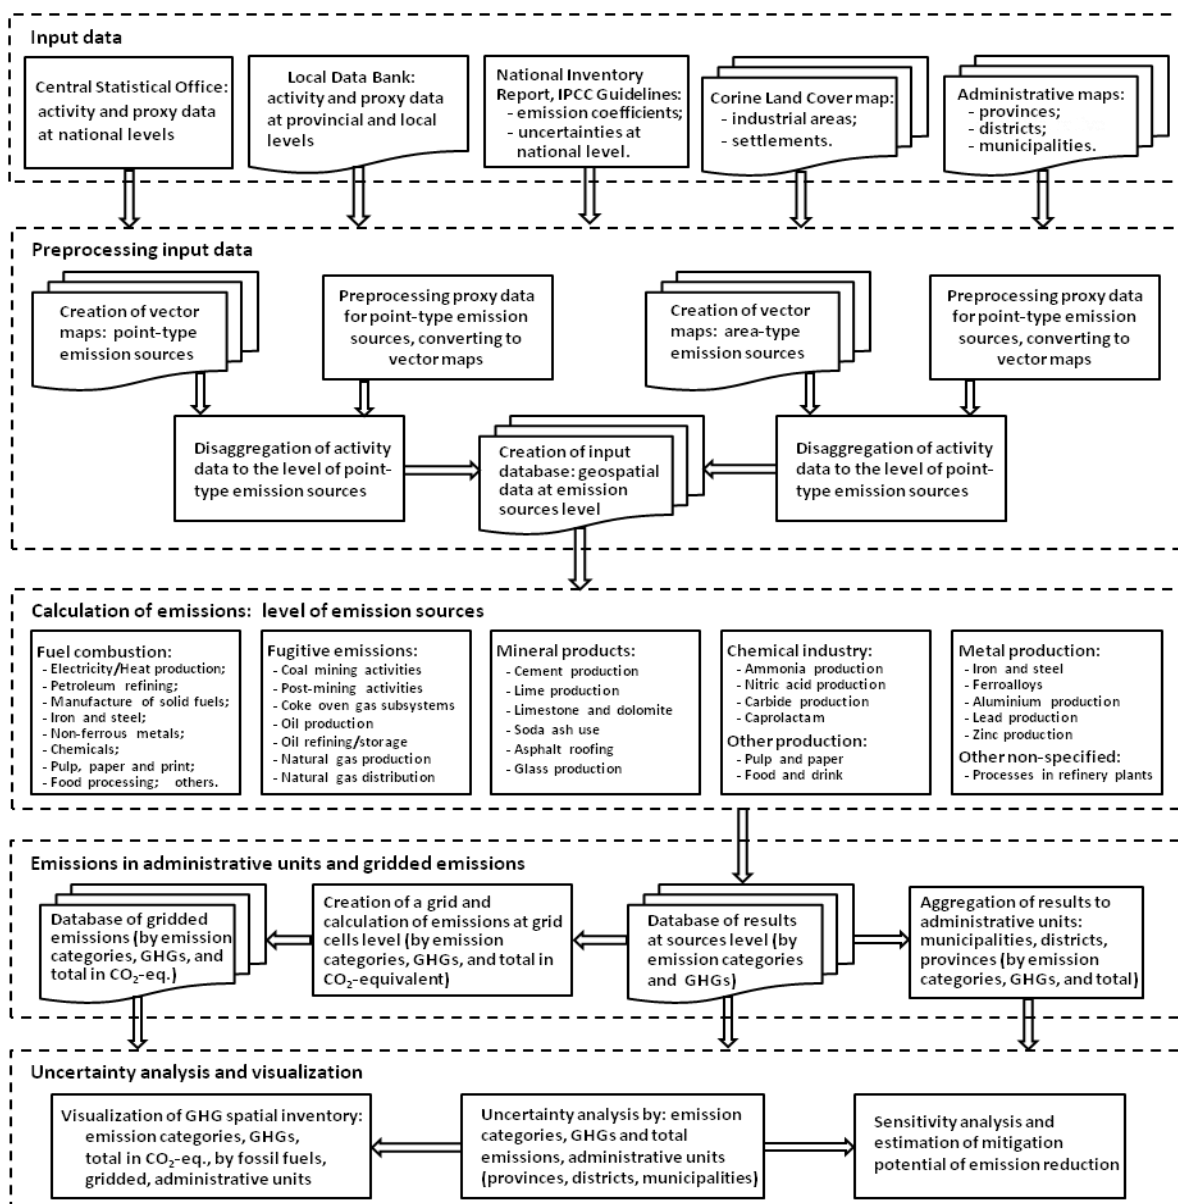 Input data
Central Statistical Office:
activity and proxy data
at national levels
Local Data Bank:
activity and proxy data
at provincial and local
levels
National Inventory
Report, IPCC Guidelines:
- emission coefficients;
- uncertainties at
national level.
Corine Land Cover map:
- industrial areas;
- settlements.
Administrative maps:
- provinces;
- districts;
- municipalities.
Preprocessing input data
Creation of vector
maps: point-type
emission sources
Preprocessing proxy data
for point-type emission
sources, converting to
vector maps
Creation of vector
maps: area-type
emission sources
Preprocessing proxy data
for point-type emission
sources, converting to
vector maps
Disaggregation of activity
data to the level of point-
type emission sources
Creation of input
database: geospatial
data at emission
sources level
Disaggregation of activity
data to the level of point-
type emission sources
Calculation of emissions: level of emission sources
Fuel combustion:
- Electricity/Heat production;
- Petroleum refining;
- Manufacture of solid fuels;
- Iron and steel;
- Non-ferrous metals;
- Chemicals;
- Pulp, paper and print;
- Food processing; others.
Fugitive emissions:
- Coal mining activities
- Post-mining activities
- Coke oven gas subsystems
- Oil production
- Oil refining/storage
- Natural gas production
- Natural gas distribution
Mineral products:
- Cement production
- Lime production
- Limestone and dolomite
- Soda ash use
- Asphalt roofing
- Glass production
Chemical industry:
- Ammonia production
- Nitric acid production
- Carbide production
- Caprolactam
Other production:
- Pulp and paper
- Food and drink
Metal production:
- Iron and steel
- Ferroalloys
- Aluminium production
- Lead production
- Zinc production
Other non-specified:
- Processes in refinery plants
Emissions in administrative units and gridded emissions
Database of gridded
emissions (by emission
categories, GHGs, and
total in CO₂-eq.)
Creation of a grid and
calculation of emissions at grid
cells level (by emission
categories, GHGs, and total in
CO₂-equivalent)
Database of results
at sources level (by
emission categories
and GHGs)
Aggregation of results to
administrative units:
municipalities, districts,
provinces (by emission
categories, GHGs, and total)
Uncertainty analysis and visualization
Visualization of GHG spatial inventory:
emission categories, GHGs,
total in CO₂-eq., by fossil fuels,
gridded, administrative units
Uncertainty analysis by: emission
categories, GHGs and total
emissions, administrative units
(provinces, districts, municipalities)
Sensitivity analysis and
estimation of mitigation
potential of emission reduction